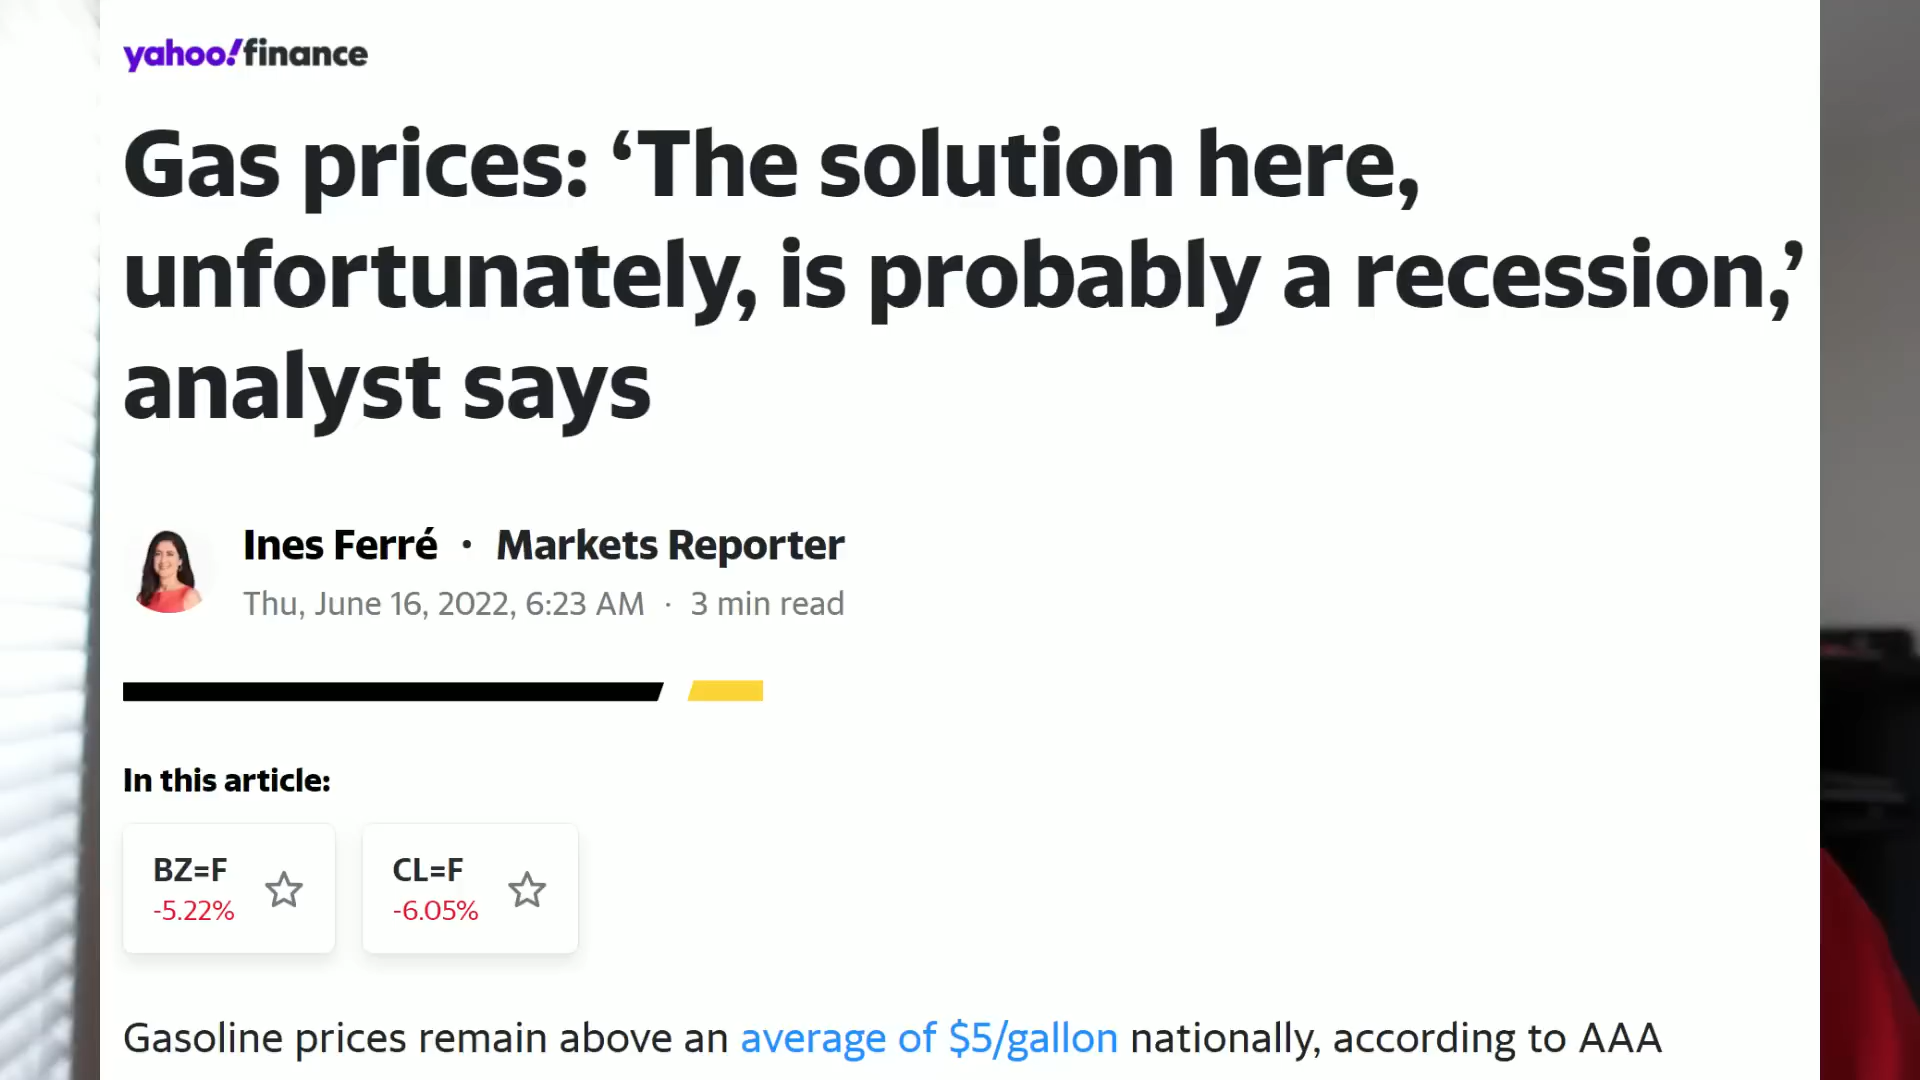 yahoo!finance
Gas prices: ‘The solution here,
unfortunately, is probably a recession,’
analyst says
Ines Ferré · Markets Reporter
Thu, June 16, 2022, 6:23 AM · 3 min read
In this article:
BZ=F
-5.22%
CL=F
-6.05%
Gasoline prices remain above an average of $5/gallon nationally, according to AAA